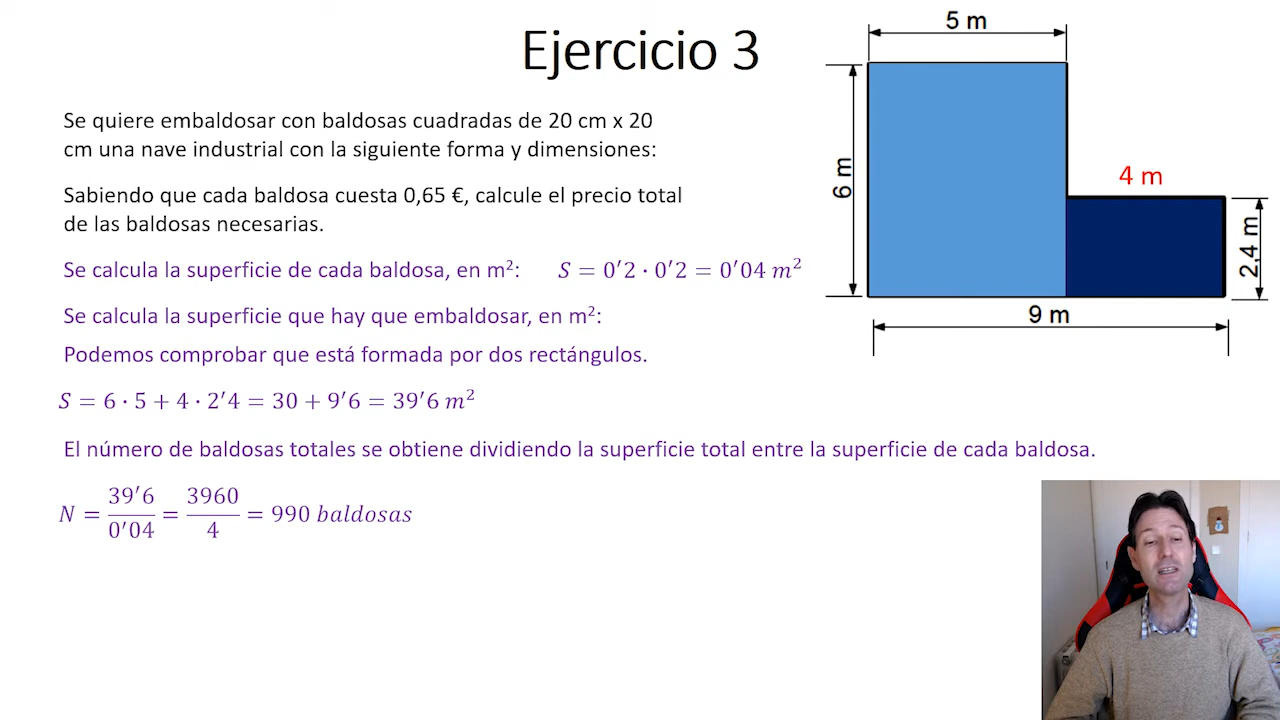 Ejercicio 3
Se quiere embaldosar con baldosas cuadradas de 20 cm x 20
cm una nave industrial con la siguiente forma y dimensiones:
Sabiendo que cada baldosa cuesta 0,65 €, calcule el precio total
de las baldosas necesarias.
Se calcula la superficie de cada baldosa, en m²: S = 0′2 · 0′2 = 0′04 m²
Se calcula la superficie que hay que embaldosar, en m²:
Podemos comprobar que está formada por dos rectángulos.
S = 6 · 5 + 4 · 2′4 = 30 + 9′6 = 39′6 m²
El número de baldosas totales se obtiene dividiendo la superficie total entre la superficie de cada baldosa.
N = 39′6/0′04 = 3960/4 = 990 baldosas
5 m
6 m
4 m
2,4 m
9 m